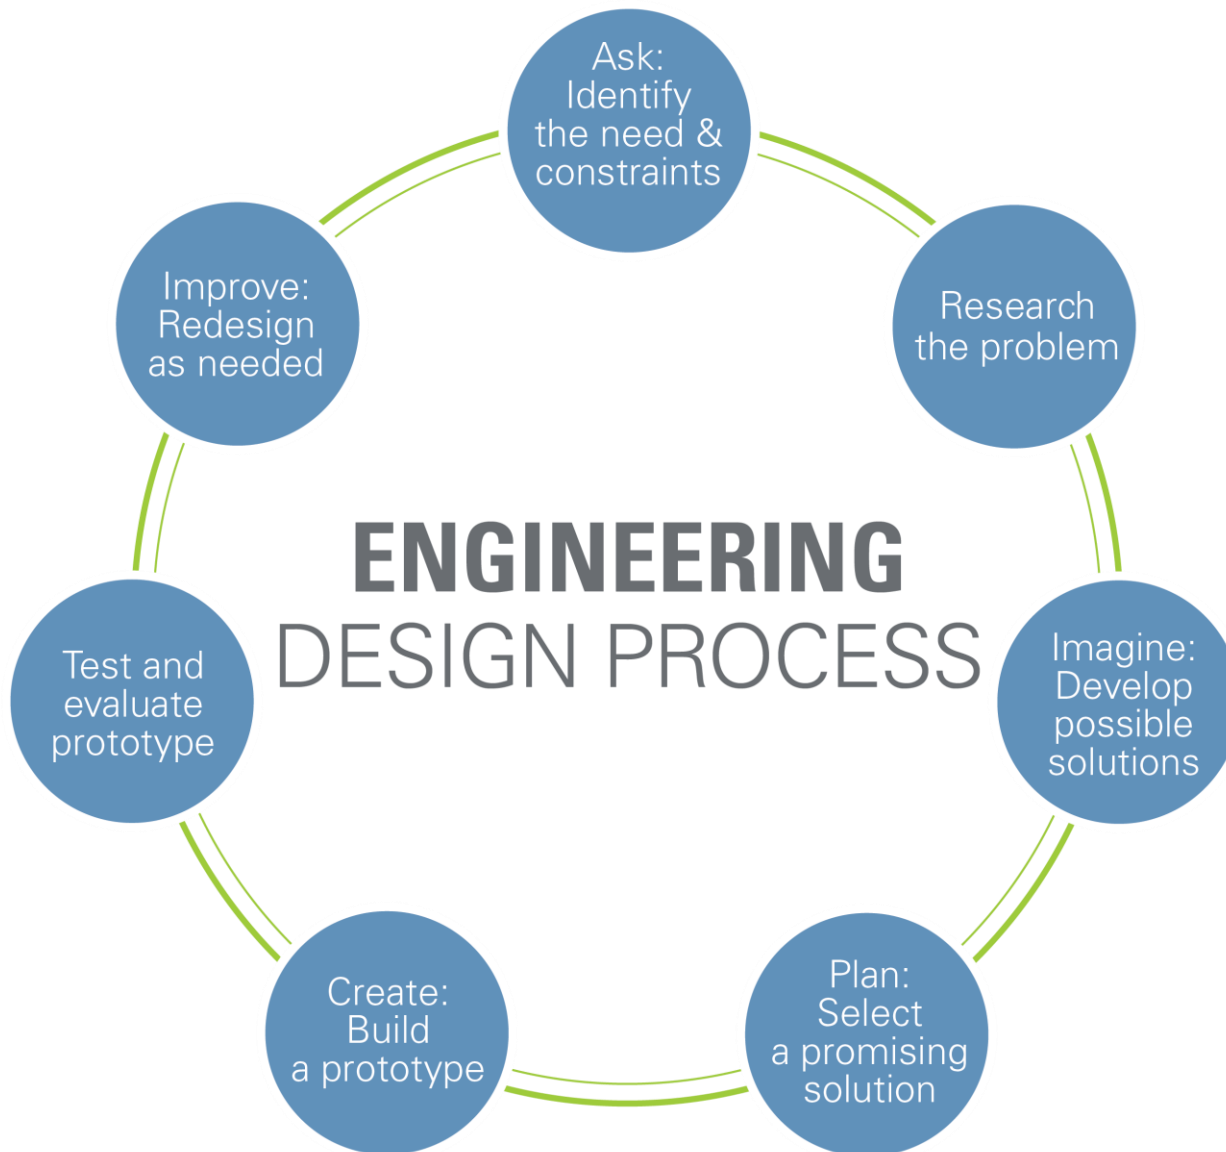 Ask:
Identify
the need &
constraints
Research
the problem
Imagine:
Develop
possible
solutions
Plan:
Select
a promising
solution
Create:
Build
a prototype
Test and
evaluate
prototype
Improve:
Redesign
as needed
ENGINEERING
DESIGN PROCESS